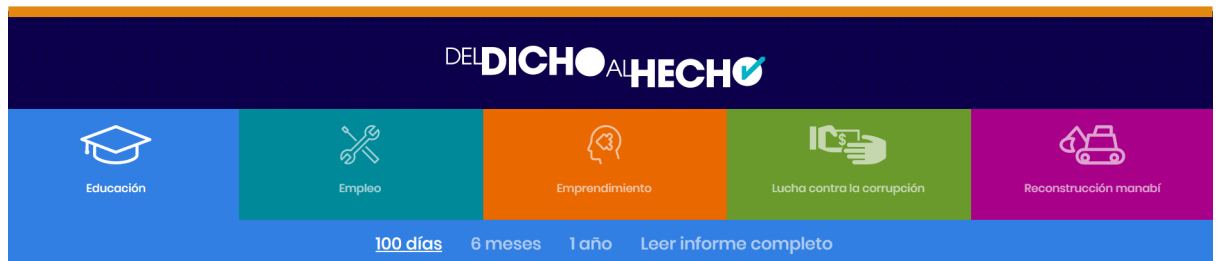 DEL DICHO AL HECHO
Educación
Empleo
Emprendimiento
Lucha contra la corrupción
Reconstrucción manabí
100 días 6 meses 1 año Leer informe completo